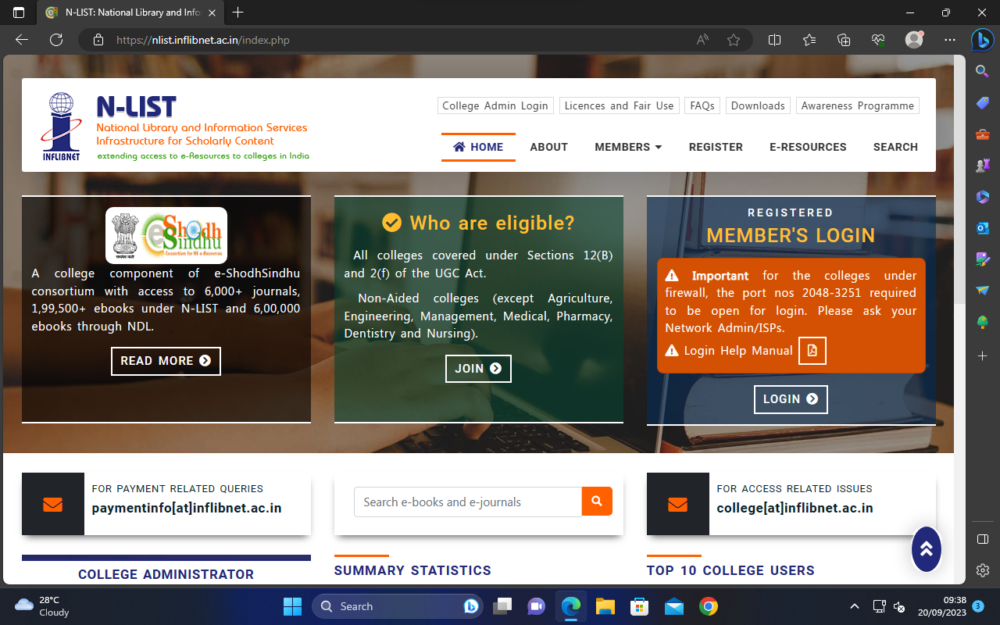 N-LIST: National Library and Info
https://nlist.inflibnet.ac.in/index.php
N-LIST
National Library and Information Services
Infrastructure for Scholarly Content
extending access to e-Resources to colleges in India
INFLIBNET
College Admin Login
Licences and Fair Use
FAQs
Downloads
Awareness Programme
HOME
ABOUT
MEMBERS
REGISTER
E-RESOURCES
SEARCH
सत्यमेव जयते
e-Shodh
Sindhu
Consortium for HE e-Resources
A college component of e-ShodhSindhu
consortium with access to 6,000+ journals,
1,99,500+ ebooks under N-LIST and 6,00,000
ebooks through NDL.
READ MORE
Who are eligible?
All colleges covered under Sections 12(B)
and 2(f) of the UGC Act.
Non-Aided colleges (except Agriculture,
Engineering, Management, Medical, Pharmacy,
Dentistry and Nursing).
JOIN
REGISTERED
MEMBER'S LOGIN
Important for the colleges under
firewall, the port nos 2048-3251 required
to be open for login. Please ask your
Network Admin/ISPs.
Login Help Manual
LOGIN
FOR PAYMENT RELATED QUERIES
paymentinfo[at]inflibnet.ac.in
Search e-books and e-journals
FOR ACCESS RELATED ISSUES
college[at]inflibnet.ac.in
COLLEGE ADMINISTRATOR
SUMMARY STATISTICS
TOP 10 COLLEGE USERS
28°C
Cloudy
Search
09:38
20/09/2023
3